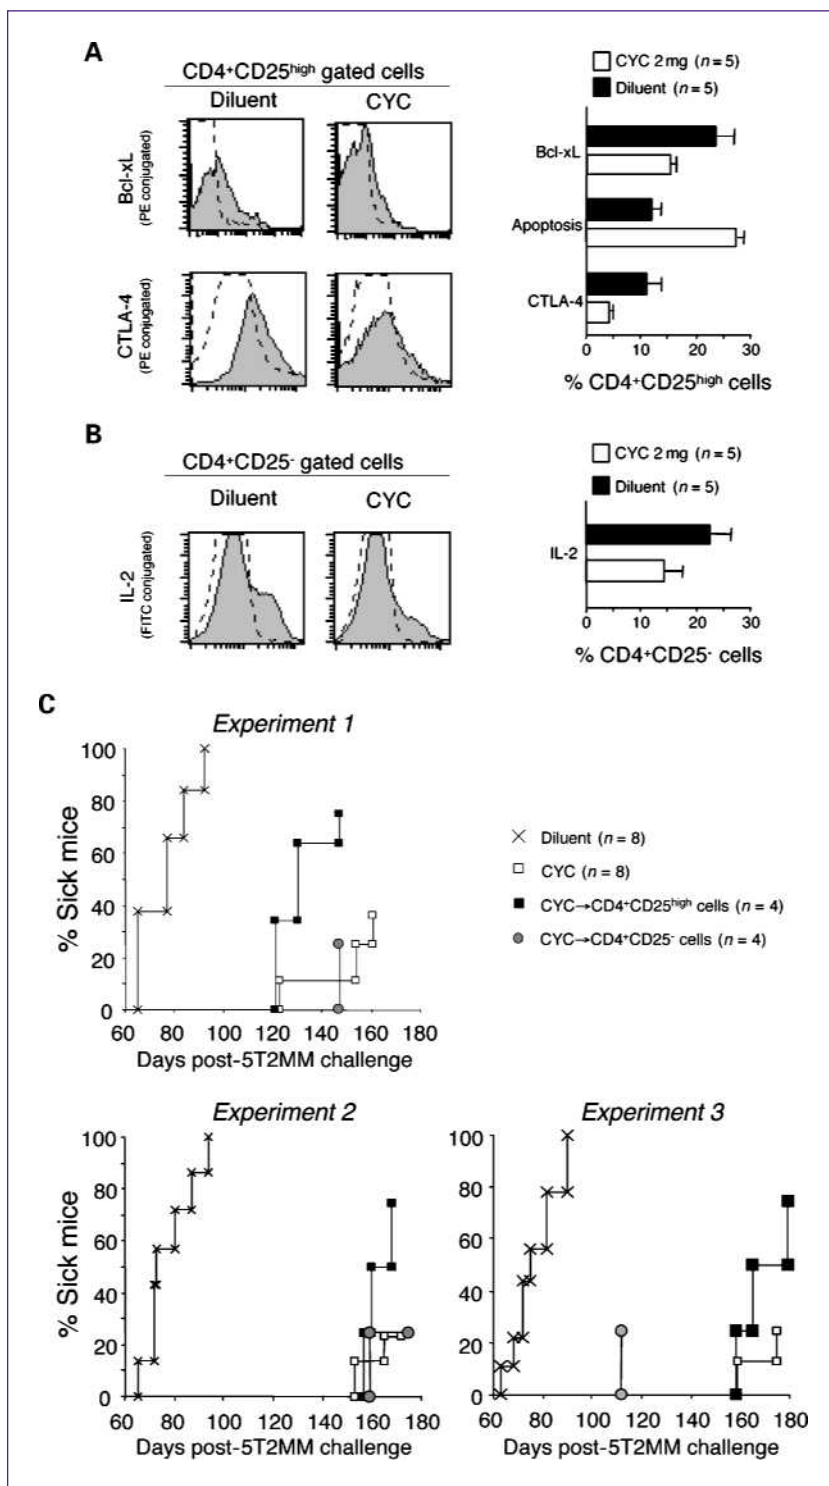 A
CD4+CD25high gated cells
Diluent CYC
Bcl-xL
(PE conjugated)
CTLA-4
(PE conjugated)
CYC 2 mg (n = 5)
Diluent (n = 5)
Bcl-xL
Apoptosis
CTLA-4
0 10 20 30
% CD4+CD25high cells
B
CD4+CD25- gated cells
Diluent CYC
IL-2
(FITC conjugated)
CYC 2 mg (n = 5)
Diluent (n = 5)
IL-2
0 10 20 30
% CD4+CD25- cells
C
Experiment 1
% Sick mice
100
80
60
40
20
0
60 80 100 120 140 160 180
Days post-5T2MM challenge
Diluent (n = 8)
CYC (n = 8)
CYC→CD4+CD25high cells (n = 4)
CYC→CD4+CD25- cells (n = 4)
Experiment 2
% Sick mice
100
80
60
40
20
0
60 80 100 120 140 160 180
Days post-5T2MM challenge
Experiment 3
100
80
60
40
20
0
60 80 100 120 140 160 180
Days post-5T2MM challenge